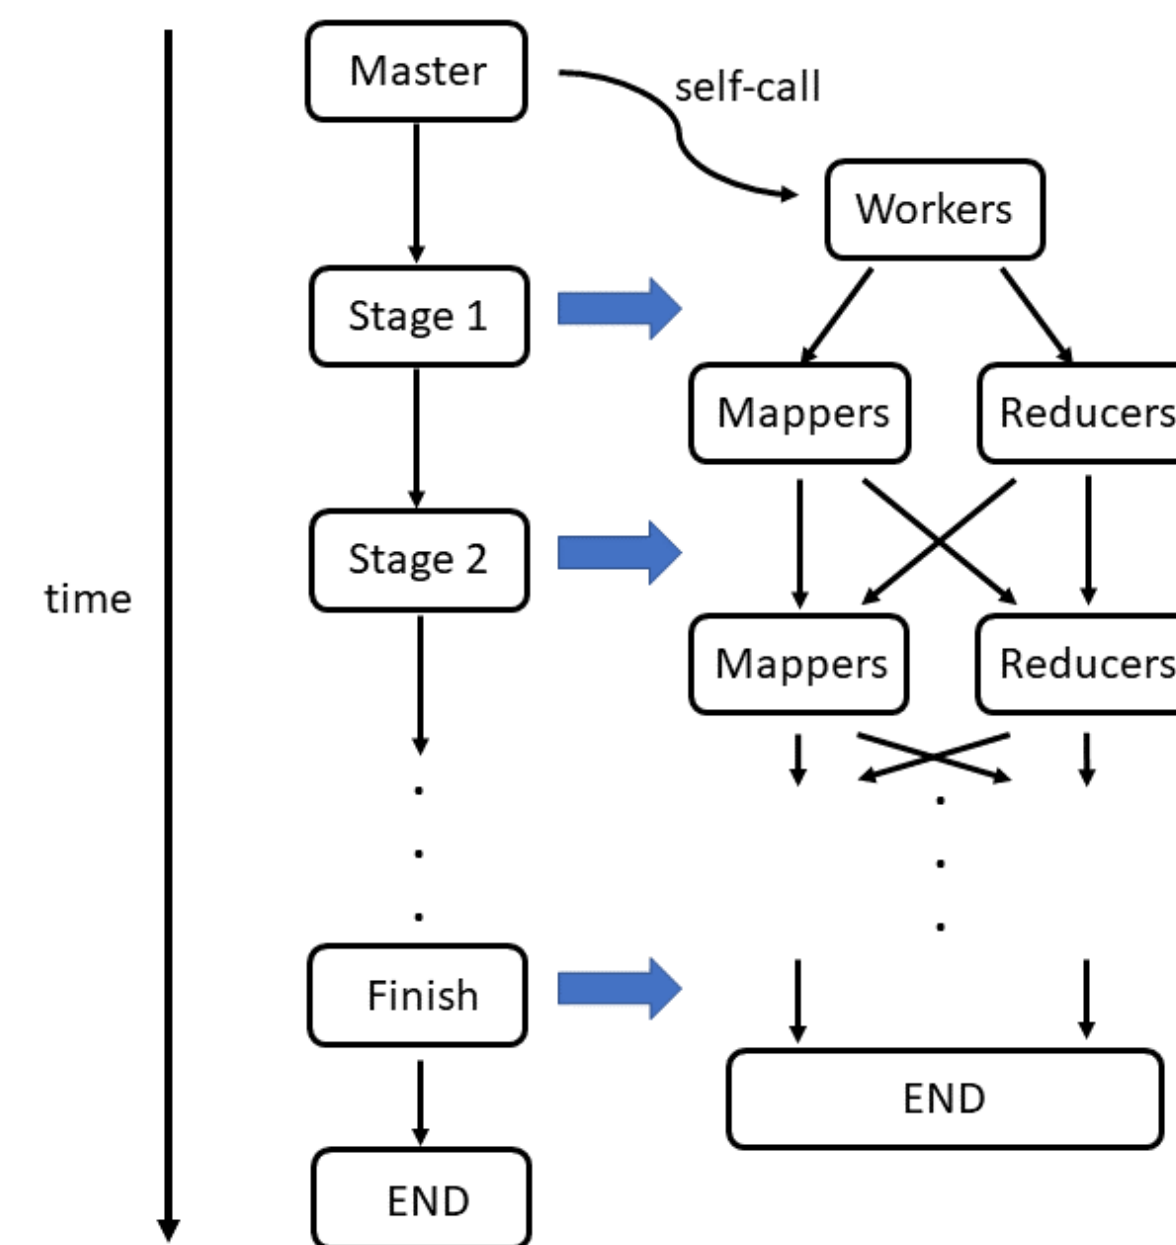 Master
self-call
Workers
Stage 1
Mappers
Reducers
Stage 2
time
Mappers
Reducers
Finish
END
END